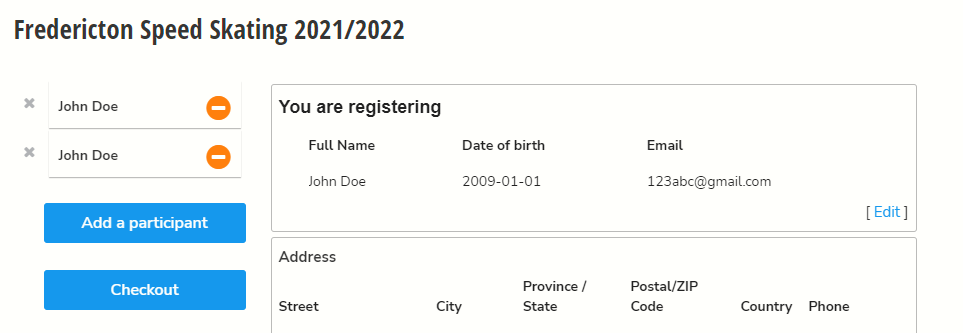 Fredericton Speed Skating 2021/2022
John Doe
John Doe
Add a participant
Checkout
You are registering
Full Name Date of birth Email
John Doe 2009-01-01 123abc@gmail.com
[ Edit ]
Address
Street City Province / State Postal/ZIP Code Country Phone